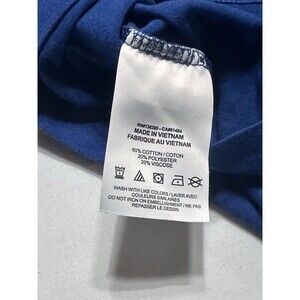 MADE IN VIETNAM
FABRIQUE AU VIETNAM
60% COTTON / COTON
20% POLYESTER
20% VISCOSE
WASH WITH LIKE COLORS / LAVER AVEC
COULEURS SIMILAIRES
DO NOT IRON ON EMBELLISHMENT / NE PAS
REPASSER LE DESSIN